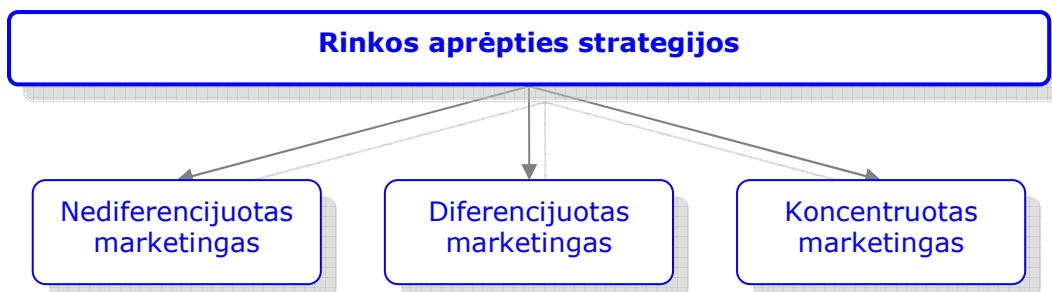 Rinkos aprėpties strategijos
Nediferencijuotas
marketingas
Diferencijuotas
marketingas
Koncentruotas
marketingas